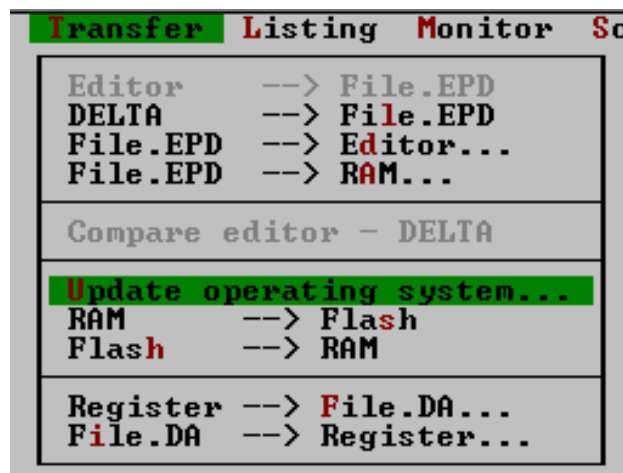 Transfer Listing Monitor Sc
Editor --> File.EPD
DELTA --> File.EPD
File.EPD --> Editor...
File.EPD --> RAM...
Compare editor - DELTA
Update operating system...
RAM --> Flash
Flash --> RAM
Register --> File.DA...
File.DA --> Register...